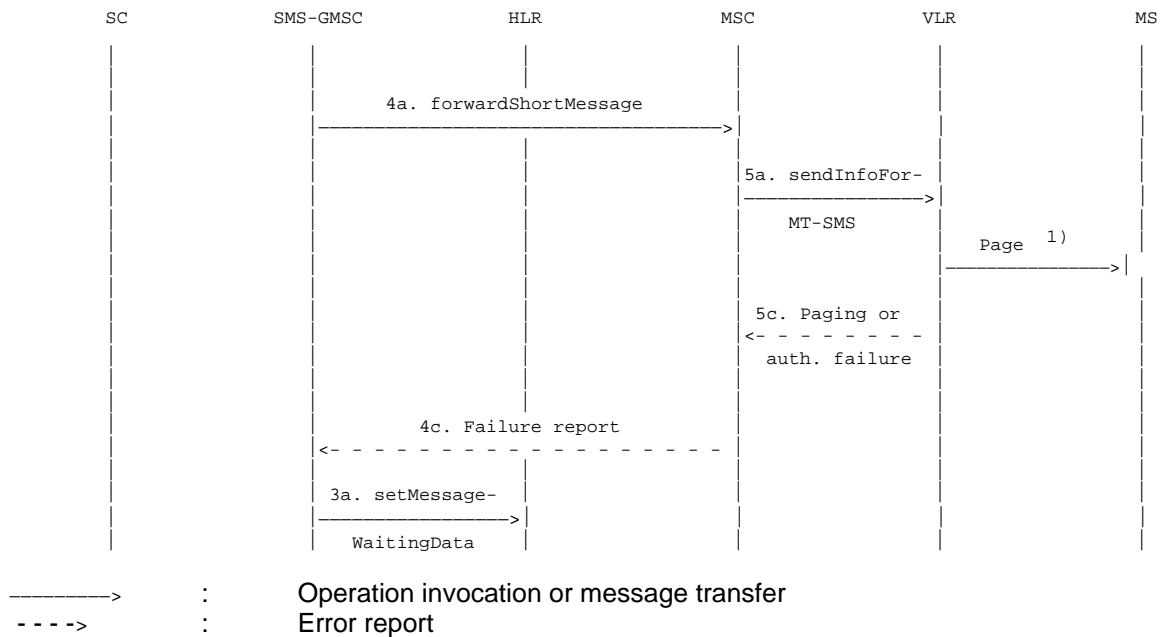 SC SMS-GMSC HLR MSC VLR MS
4a. forwardShortMessage
5a. sendInfoFor-
MT-SMS
Page 1)
5c. Paging or
auth. failure
4c. Failure report
3a. setMessage-
WaitingData
: Operation invocation or message transfer
: Error report